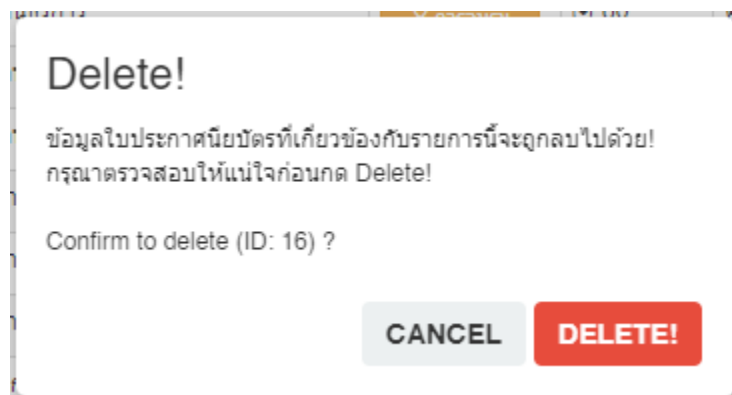 Delete!
ข้อมูลใบประกาศนียบัตรที่เกี่ยวข้องกับรายการนี้จะถูกลบไปด้วย!
กรุณาตรวจสอบให้แน่ใจก่อนกด Delete!
Confirm to delete (ID: 16) ?
CANCEL DELETE!